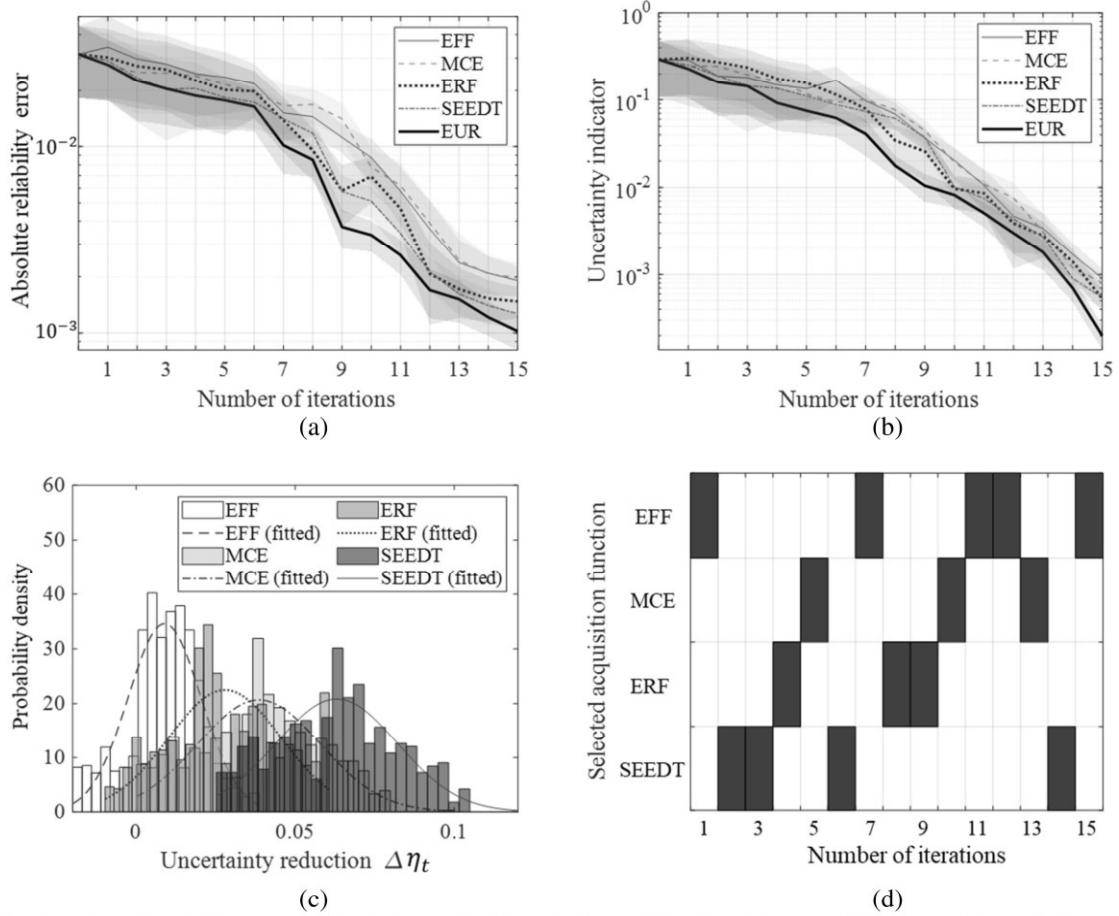 EFF
MCE
ERF
SEEDT
EUR
10⁻²
10⁻³
Absolute reliability error
1 3 5 7 9 11 13 15
Number of iterations
(a)
10⁰
10⁻¹
10⁻²
10⁻³
Uncertainty indicator
EFF
MCE
ERF
SEEDT
EUR
1 3 5 7 9 11 13 15
Number of iterations
(b)
60
50
40
30
20
10
0
Probability density
EFF ERF
EFF (fitted) ERF (fitted)
MCE SEEDT
MCE (fitted) SEEDT (fitted)
0 0.05 0.1
Uncertainty reduction Δηₜ
(c)
Selected acquisition function
EFF
MCE
ERF
SEEDT
1 3 5 7 9 11 13 15
Number of iterations
(d)